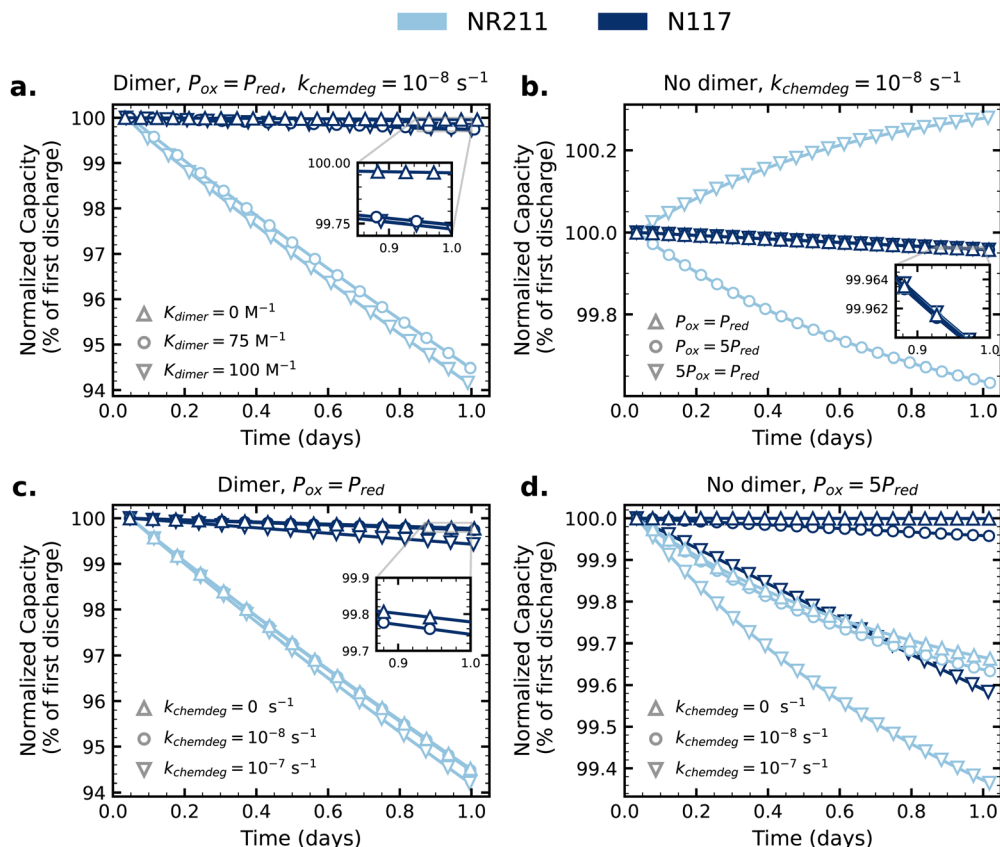 NR211 N117
a. Dimer, P_ox = P_red, k_chemdeg = 10⁻⁸ s⁻¹
Normalized Capacity
(% of first discharge)
100
99
98
97
96
95
94
0.0 0.2 0.4 0.6 0.8 1.0
Time (days)
100.00
99.75
0.9 1.0
K_dimer = 0 M⁻¹
K_dimer = 75 M⁻¹
K_dimer = 100 M⁻¹
b. No dimer, k_chemdeg = 10⁻⁸ s⁻¹
Normalized Capacity
(% of first discharge)
100.2
100.0
99.8
0.0 0.2 0.4 0.6 0.8 1.0
Time (days)
99.964
99.962
0.9 1.0
P_ox = P_red
P_ox = 5P_red
5P_ox = P_red
c. Dimer, P_ox = P_red
Normalized Capacity
(% of first discharge)
100
99
98
97
96
95
94
0.0 0.2 0.4 0.6 0.8 1.0
Time (days)
99.9
99.8
99.7
0.9 1.0
k_chemdeg = 0 s⁻¹
k_chemdeg = 10⁻⁸ s⁻¹
k_chemdeg = 10⁻⁷ s⁻¹
d. No dimer, P_ox = 5P_red
Normalized Capacity
(% of first discharge)
100.0
99.9
99.8
99.7
99.6
99.5
99.4
0.0 0.2 0.4 0.6 0.8 1.0
Time (days)
k_chemdeg = 0 s⁻¹
k_chemdeg = 10⁻⁸ s⁻¹
k_chemdeg = 10⁻⁷ s⁻¹